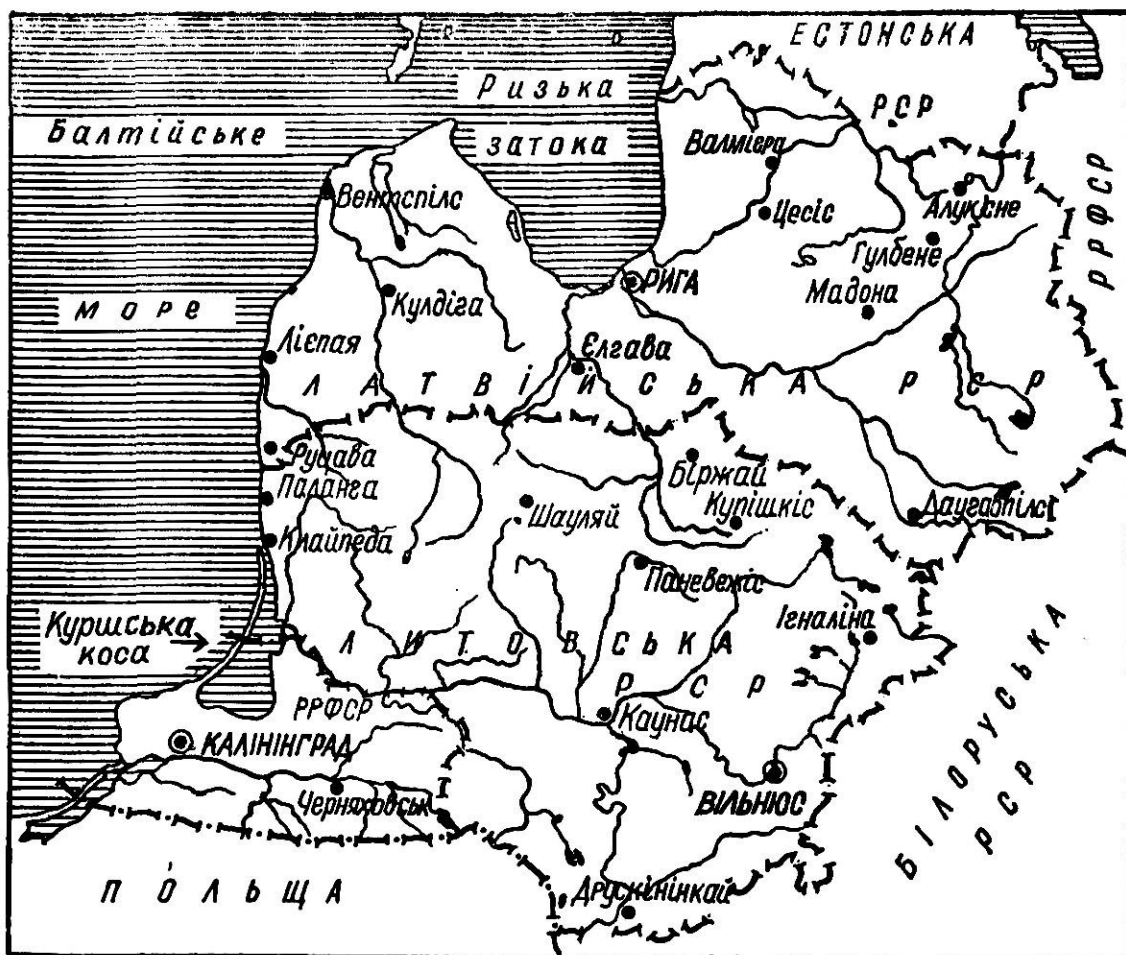 ЕСТОНСЬКА
РСР
Ризька
затока
Балтійське
море
РРФСР
Валмієра
Вентспілс
Цесіс
Алуксне
Гулбене
РИГА
Мадона
Кулдіга
Лієпая
Єлгава
ЛАТВІЙСЬКА РСР
Руцава
Паланга
Біржай
Купішкіс
Даугавпілс
Шауляй
Клайпеда
Паневежіс
Ігналіна
Куршська
коса
ЛИТОВСЬКА
РСР
РРФСР
Каунас
КАЛІНІНГРАД
Черняховськ
ВІЛЬНЮС
БІЛОРУСЬКА
РСР
ПОЛЬЩА
Друскінінкай